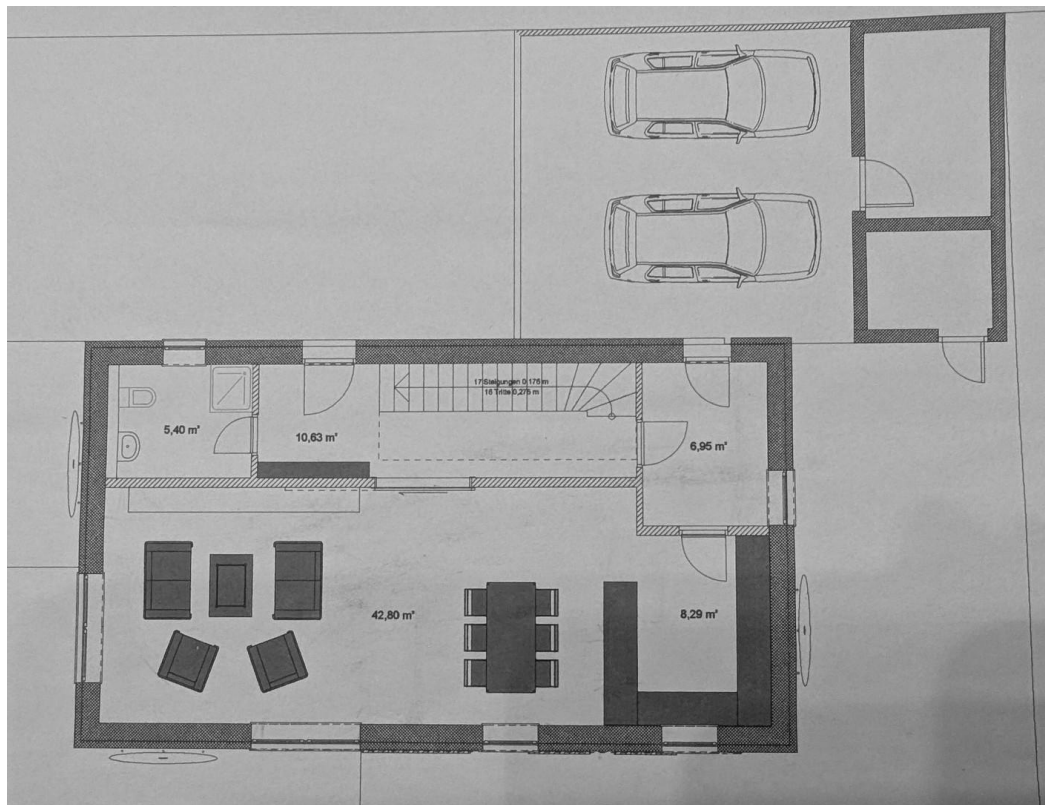 17 Steigungen 0,176 m
16 Tritte 0,275 m
5,40 m²
10,63 m²
6,95 m²
42,80 m²
8,29 m²